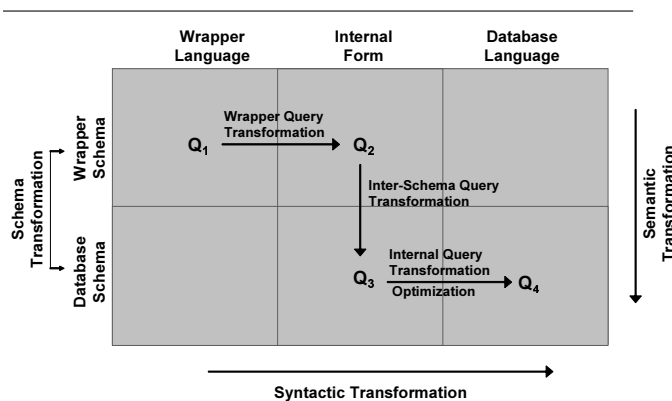 Wrapper
Language
Internal
Form
Database
Language
Schema
Transformation
Wrapper
Schema
Database
Schema
Q1
Wrapper Query
Transformation
Q2
Inter-Schema Query
Transformation
Q3
Internal Query
Transformation
Optimization
Q4
Semantic
Transformation
Syntactic Transformation